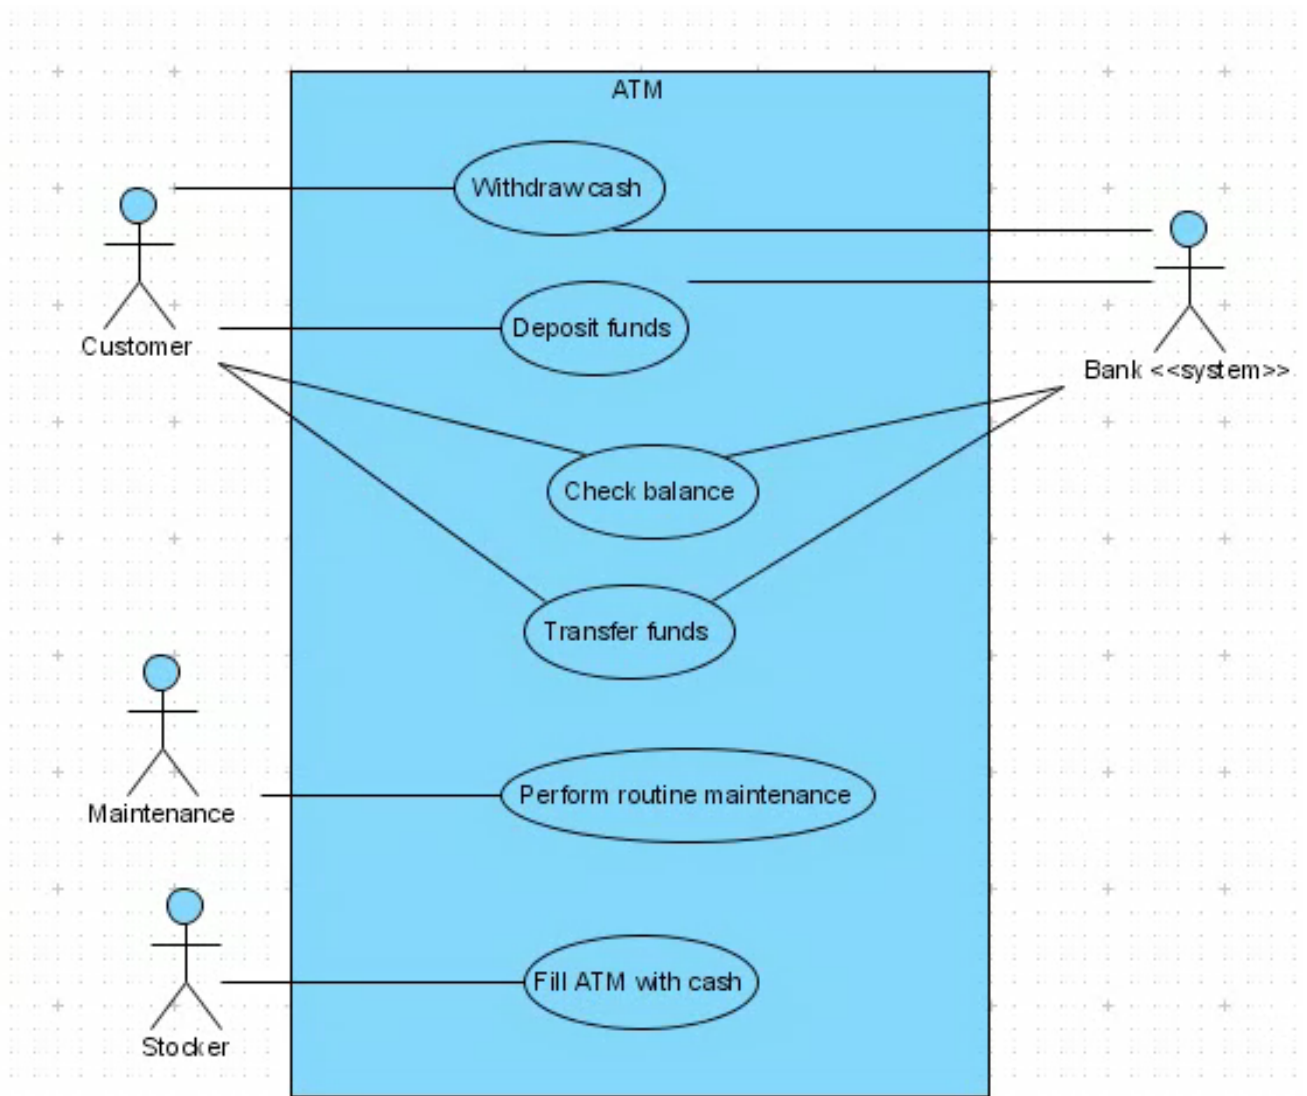 ATM
Withdraw cash
Deposit funds
Customer
Bank <<system>>
Check balance
Transfer funds
Perform routine maintenance
Maintenance
Fill ATM with cash
Stocker